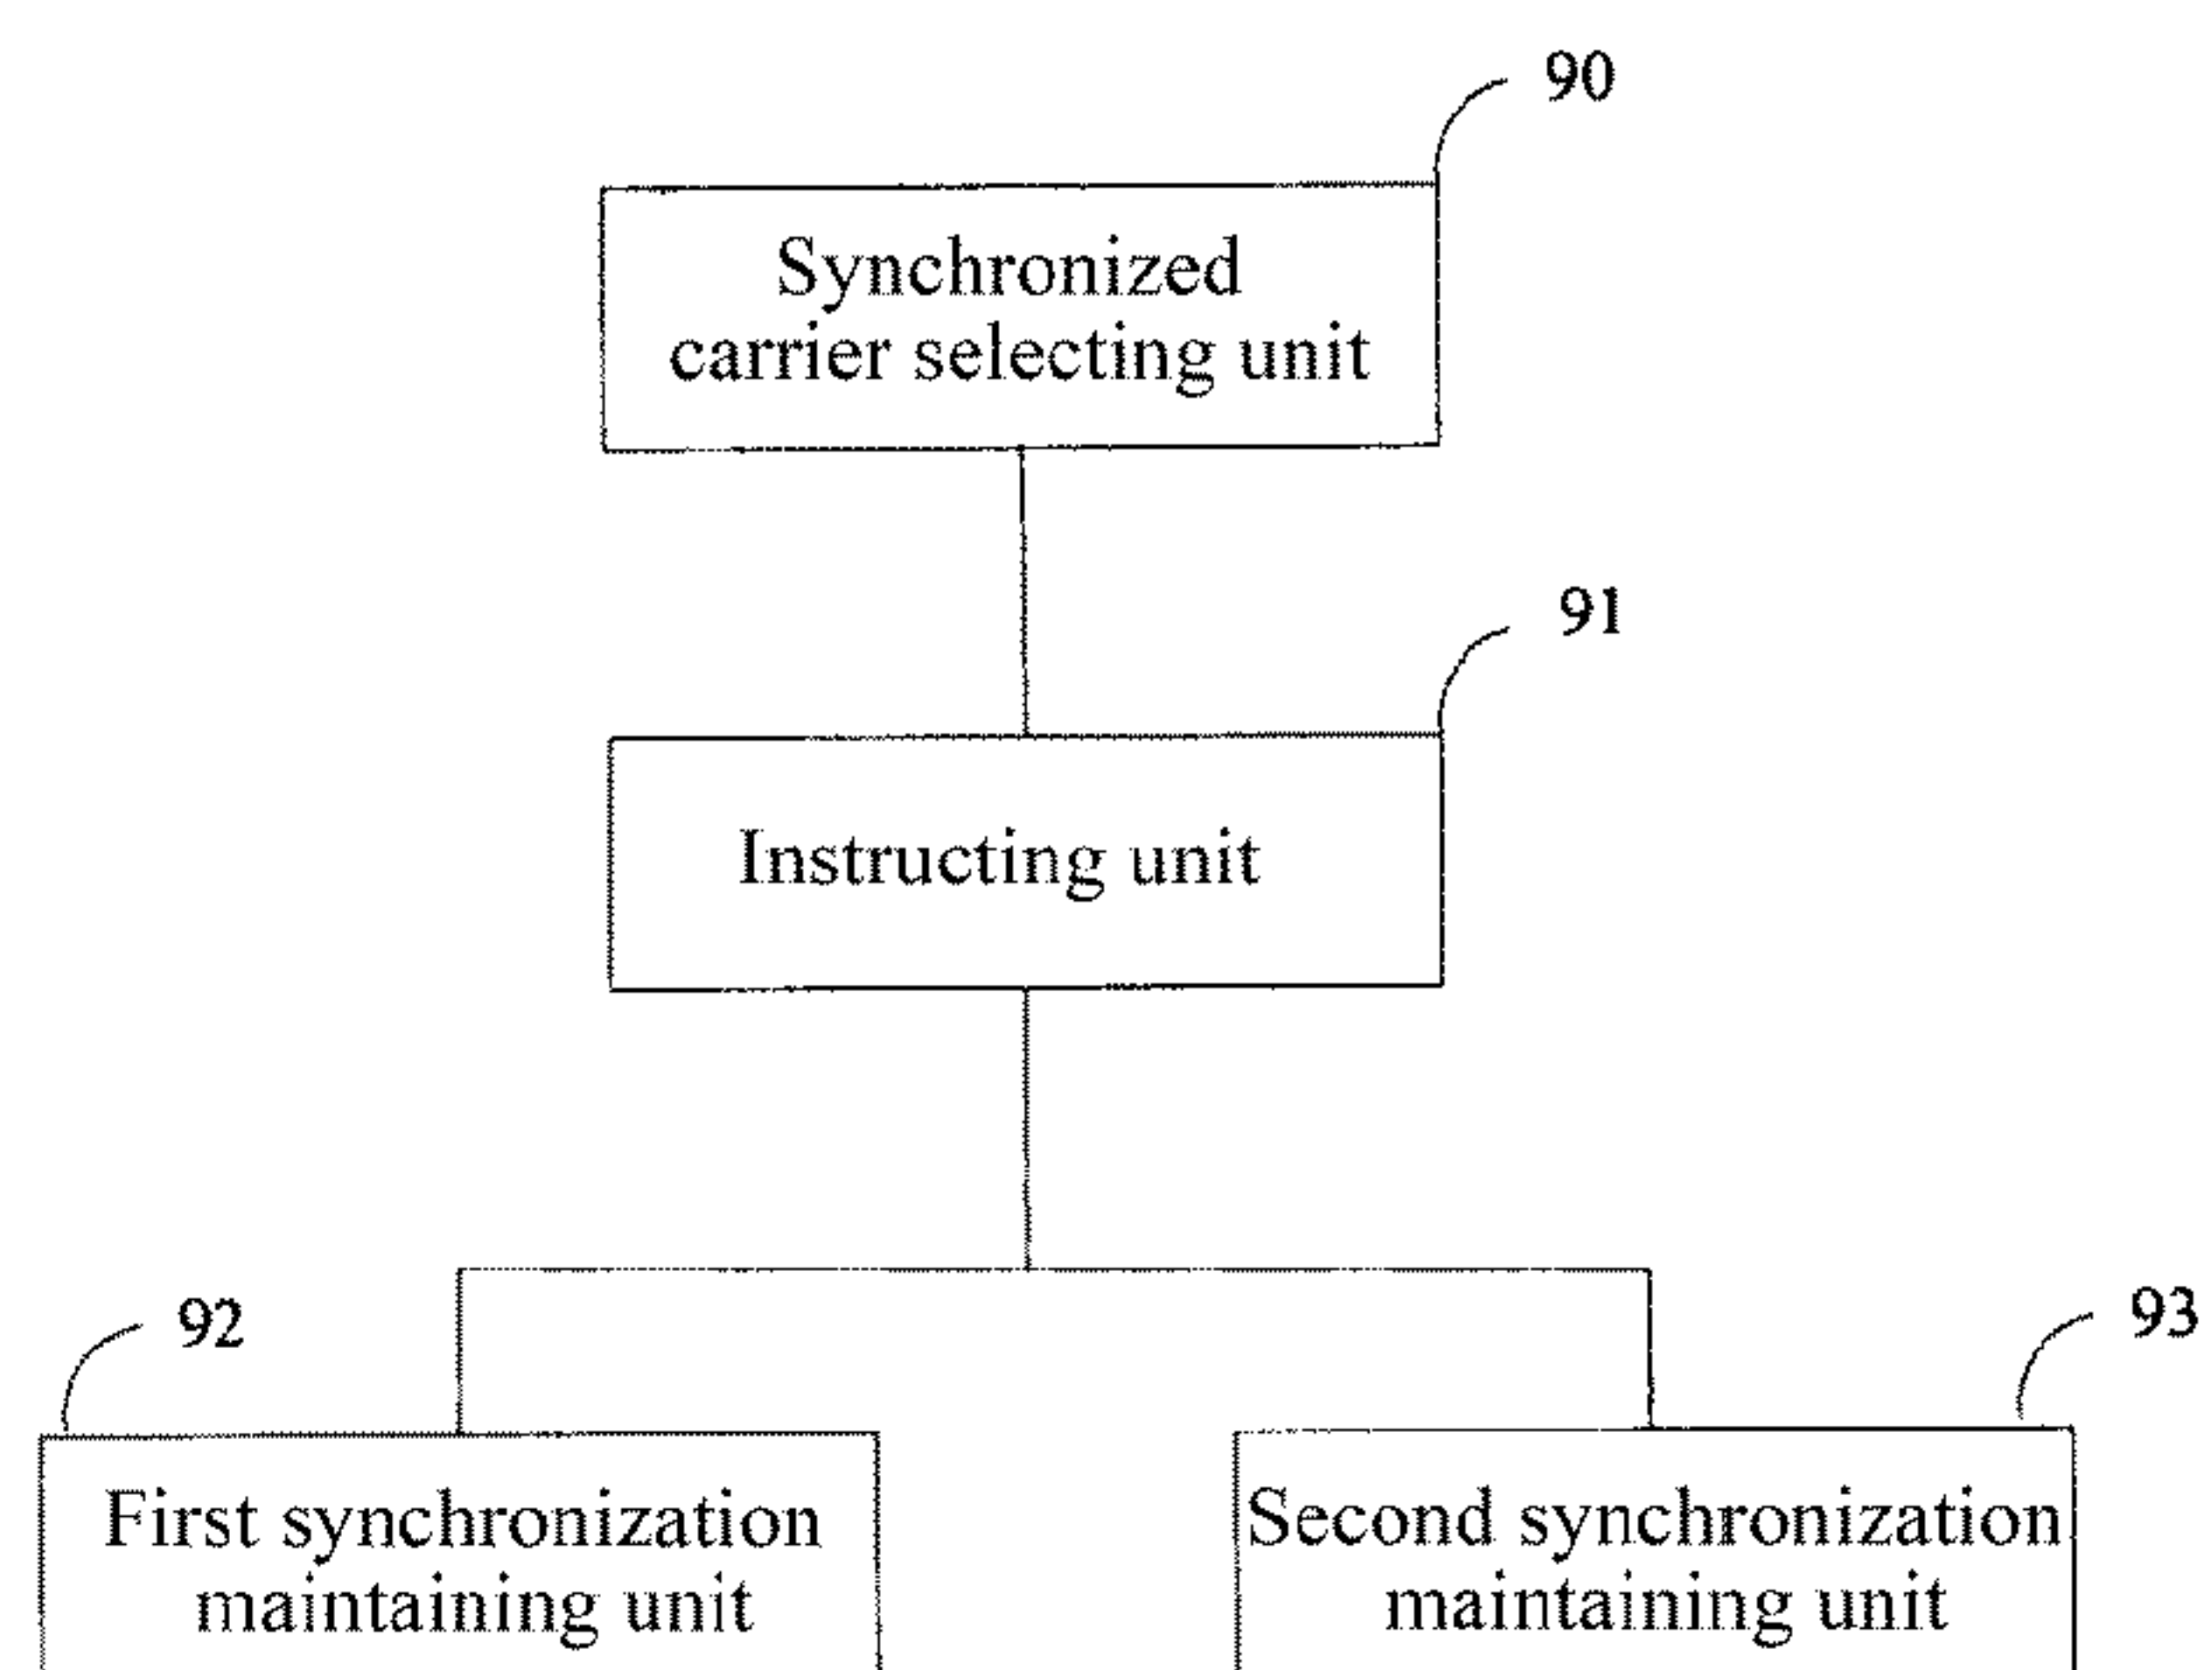 90
Synchronized
carrier selecting unit
91
Instructing unit
92
93
First synchronization
maintaining unit
Second synchronization
maintaining unit